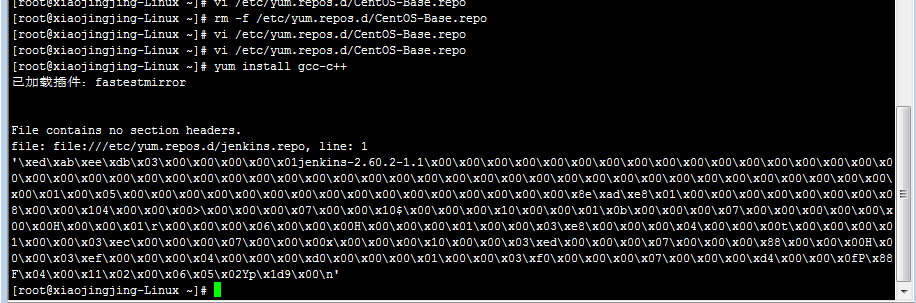 [root@xiaojingjing-Linux ~]# vi /etc/yum.repos.d/CentOS-Base.repo
[root@xiaojingjing-Linux ~]# rm -f /etc/yum.repos.d/CentOS-Base.repo
[root@xiaojingjing-Linux ~]# vi /etc/yum.repos.d/CentOS-Base.repo
[root@xiaojingjing-Linux ~]# vi /etc/yum.repos.d/CentOS-Base.repo
[root@xiaojingjing-Linux ~]# yum install gcc-c++
已加载插件：fastestmirror
File contains no section headers.
file: file:///etc/yum.repos.d/jenkins.repo, line: 1
'\xed\xab\xee\xdb\x03\x00\x00\x00\x00\x01jenkins-2.60.2-1.1\x00\x00\x00\x00\x00\x00\x00\x00\x00\x00\x00\x00\x00\x00\x00\x0
0\x00\x00\x00\x00\x00\x00\x00\x00\x00\x00\x00\x00\x00\x00\x00\x00\x00\x00\x00\x00\x00\x00\x00\x00\x00\x00\x00\x00\x00\x00\
x00\x01\x00\x05\x00\x00\x00\x00\x00\x00\x00\x00\x00\x00\x00\x00\x00\x00\x00\x00\x8e\xad\xe8\x01\x00\x00\x00\x00\x00\x00\x0
8\x00\x00\x104\x00\x00\x00>\x00\x00\x00\x07\x00\x00\x10$\x00\x00\x00\x10\x00\x00\x01\x0b\x00\x00\x00\x07\x00\x00\x00\x00\x
00\x00H\x00\x00\x01\r\x00\x00\x00\x06\x00\x00\x00H\x00\x00\x00\x01\x00\x00\x03\xe8\x00\x00\x00\x04\x00\x00\x00t\x00\x00\x0
1\x00\x00\x03\xec\x00\x00\x00\x07\x00\x00\x00x\x00\x00\x00\x10\x00\x00\x03\xed\x00\x00\x00\x07\x00\x00\x00\x88\x00\x00\x00H\x0
0\x00\x03\xef\x00\x00\x00\x04\x00\x00\x00\xd0\x00\x00\x00\x01\x00\x00\x03\xf0\x00\x00\x00\x07\x00\x00\x00\xd4\x00\x00\x0fP\x88
F\x04\x00\x11\x02\x00\x06\x05\x02Yp\x1d9\x00\n'
[root@xiaojingjing-Linux ~]#